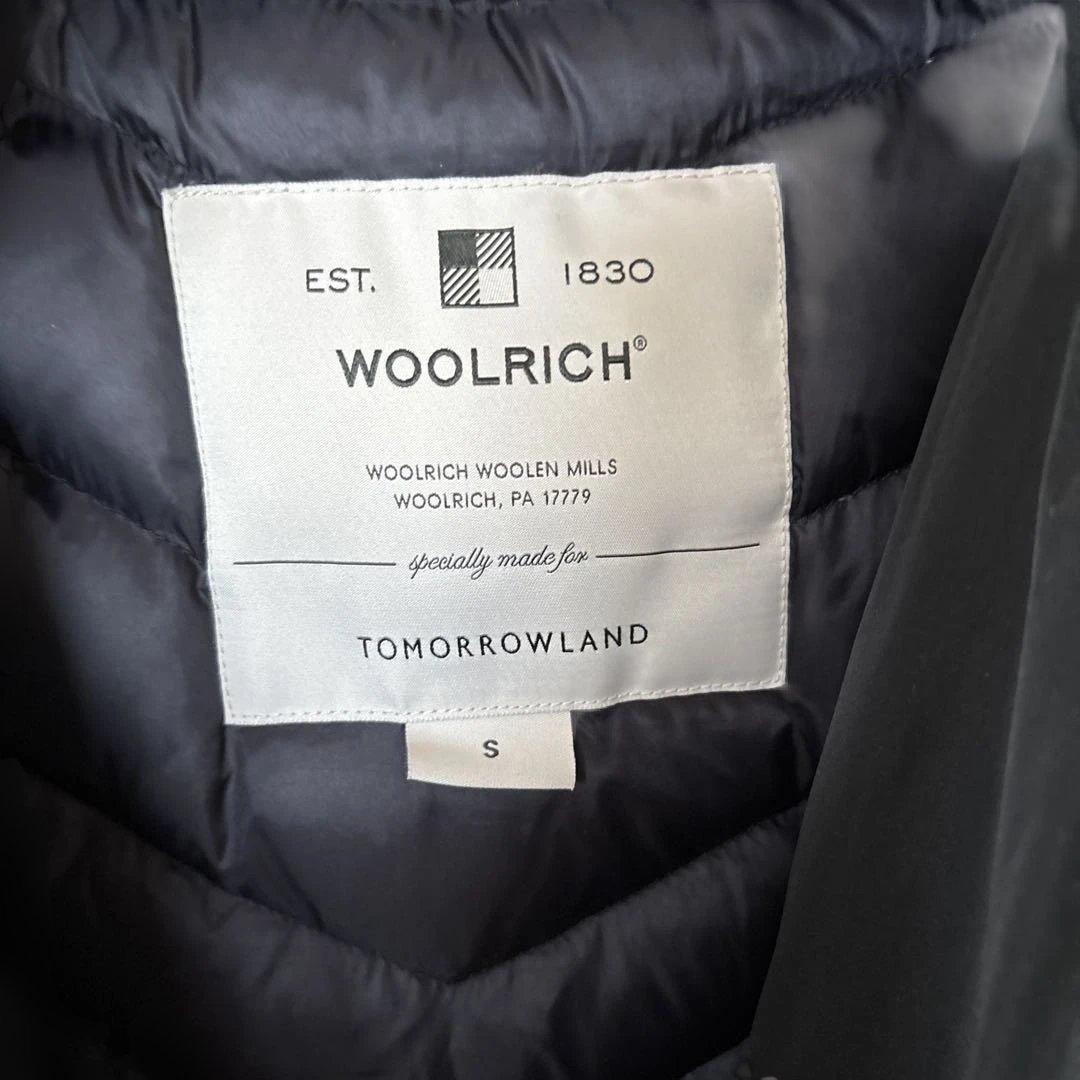 EST. 1830
WOOLRICH®
WOOLRICH WOOLEN MILLS
WOOLRICH, PA 17779
specially made for
TOMORROWLAND
S